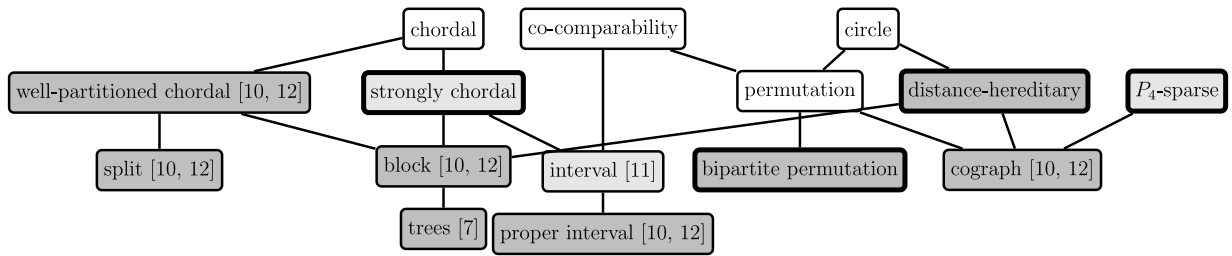 chordal
co-comparability
circle
well-partitioned chordal [10, 12]
strongly chordal
permutation
distance-hereditary
P₄-sparse
split [10, 12]
block [10, 12]
interval [11]
bipartite permutation
cograph [10, 12]
trees [7]
proper interval [10, 12]